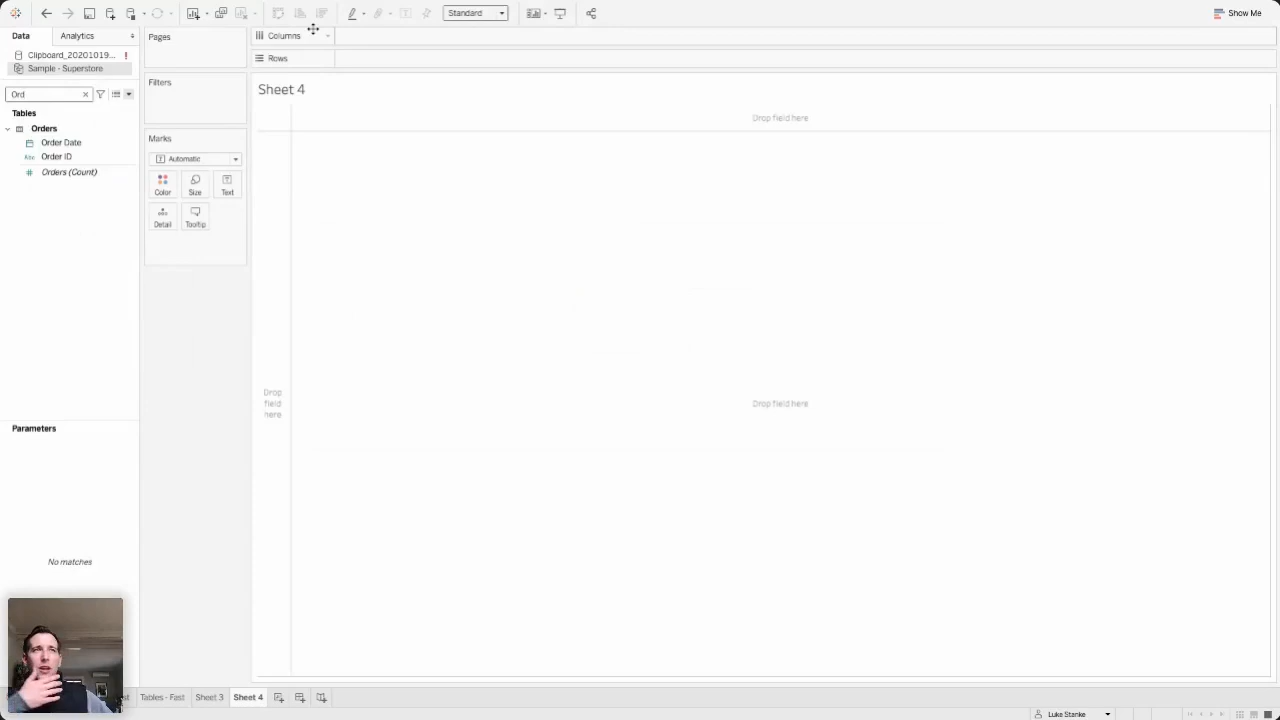 Standard
Show Me
Data
Analytics
Pages
Columns
Rows
Clipboard_20201019...
Sample - Superstore
Ord
Tables
Orders
Order Date
Order ID
Orders (Count)
Filters
Marks
Automatic
Color
Size
Text
Detail
Tooltip
Sheet 4
Drop field here
Drop
field
here
Drop field here
Parameters
No matches
st
Tables - Fast
Sheet 3
Sheet 4
Luke Stanke